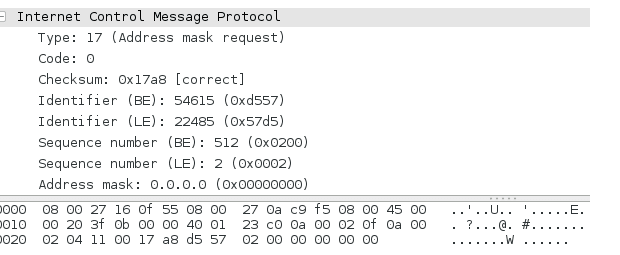 Internet Control Message Protocol
Type: 17 (Address mask request)
Code: 0
Checksum: 0x17a8 [correct]
Identifier (BE): 54615 (0xd557)
Identifier (LE): 22485 (0x57d5)
Sequence number (BE): 512 (0x0200)
Sequence number (LE): 2 (0x0002)
Address mask: 0.0.0.0 (0x00000000)
0000 08 00 27 16 0f 55 08 00 27 0a c9 f5 08 00 45 00 ..'..U.. '.....E.
0010 00 20 3f 0b 00 00 40 01 23 c0 0a 00 02 0f 0a 00 . ?...@. #.......
0020 02 04 11 00 17 a8 d5 57 02 00 00 00 00 00 .......W ......